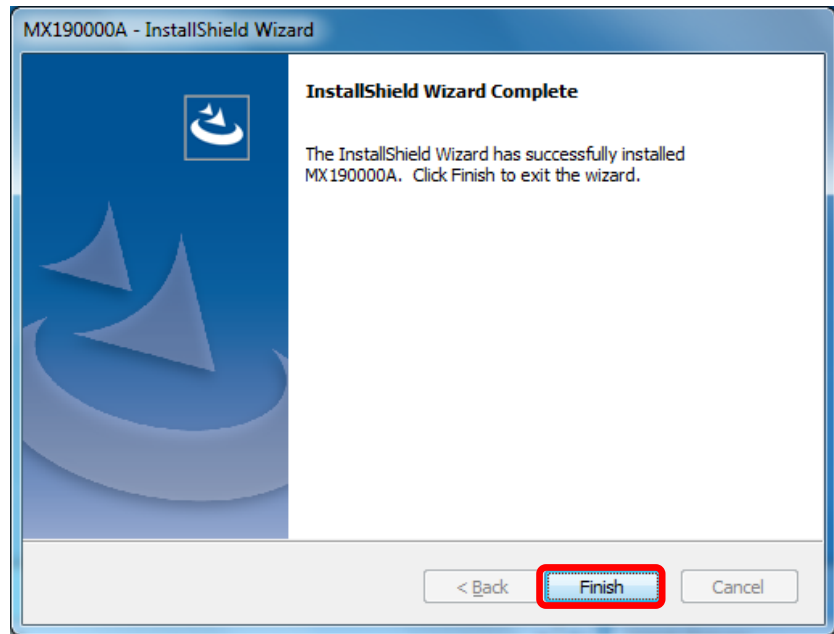 MX190000A - InstallShield Wizard
InstallShield Wizard Complete
The InstallShield Wizard has successfully installed
MX190000A. Click Finish to exit the wizard.
< Back Finish Cancel